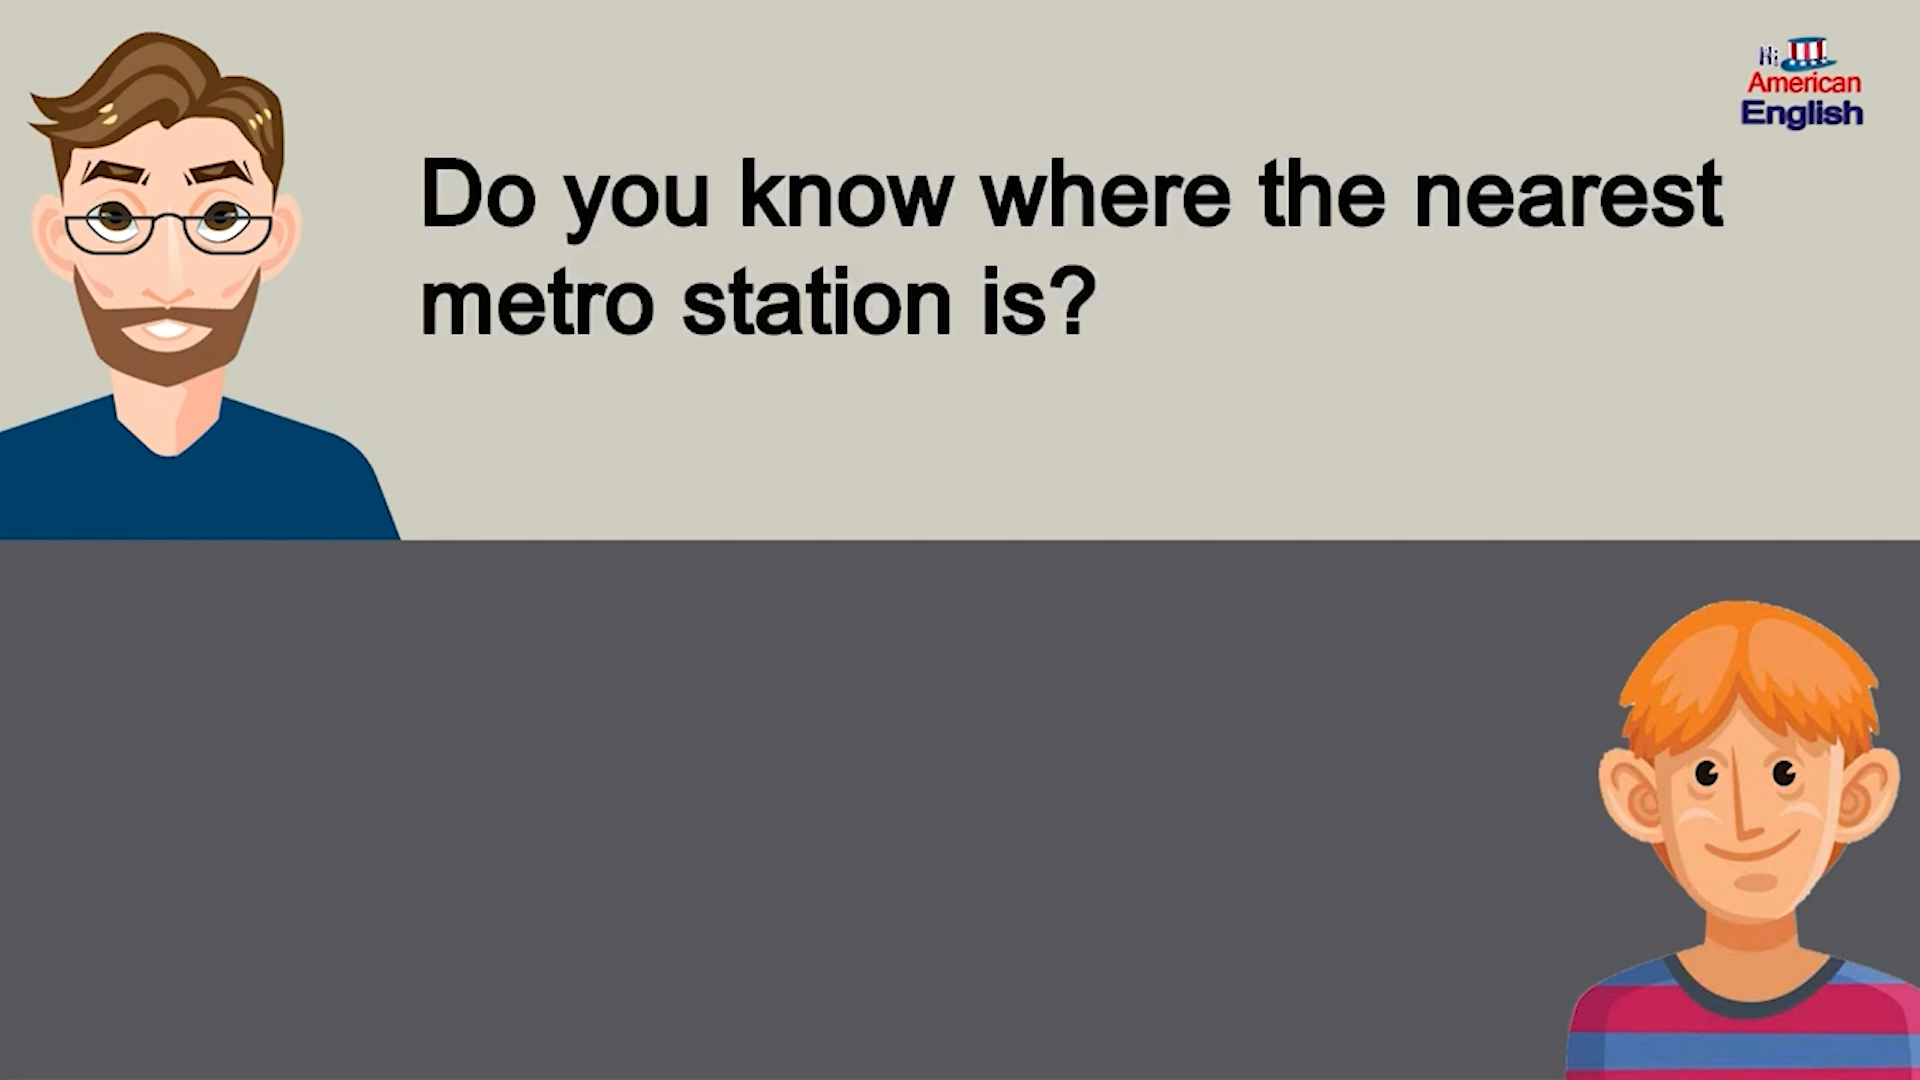 Hi
American
English
Do you know where the nearest
metro station is?